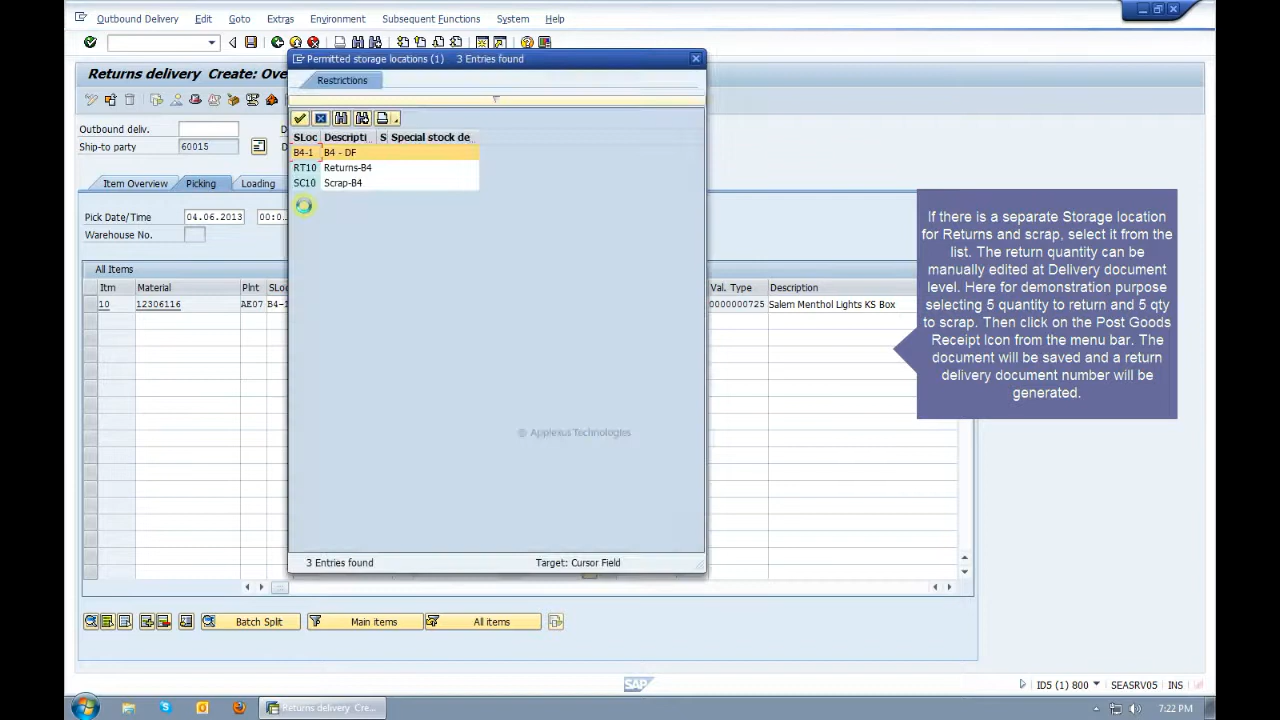 Outbound Delivery Edit Goto Extras Environment Subsequent Functions System Help
Permitted storage locations (1) 3 Entries found
Returns delivery Create: Ove
Restrictions
Outbound deliv.
Ship-to party 60015
SLoc Descripti S Special stock de
B4-1 B4 - DF
RT10 Returns-B4
SC10 Scrap-B4
Item Overview Picking Loading
Pick Date/Time 04.06.2013 00:0..
Warehouse No.
All Items
Itm Material Plnt SLo Val. Type Description
10 12306116 AE07 B4-1 0000000725 Salem Menthol Lights KS Box
If there is a separate Storage location
for Returns and scrap, select it from the
list. The return quantity can be
manually edited at Delivery document
level. Here for demonstration purpose
selecting 5 quantity to return and 5 qty
to scrap. Then click on the Post Goods
Receipt Icon from the menu bar. The
document will be saved and a return
delivery document number will be
generated.
© Applexus Technologies
3 Entries found Target: Cursor Field
Batch Split Main items All items
SAP ID5 (1) 800 SEASRV05 INS
Returns delivery Cre... 7:22 PM